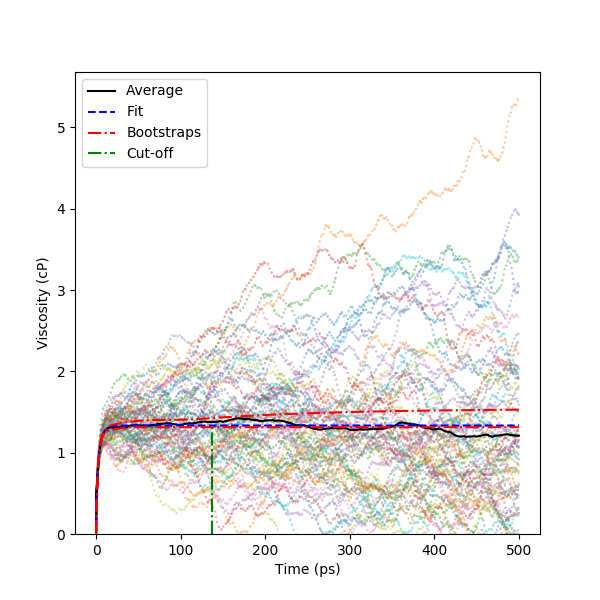 Average
Fit
Bootstraps
Cut-off
5
4
3
2
1
0
Viscosity (cP)
0 100 200 300 400 500
Time (ps)